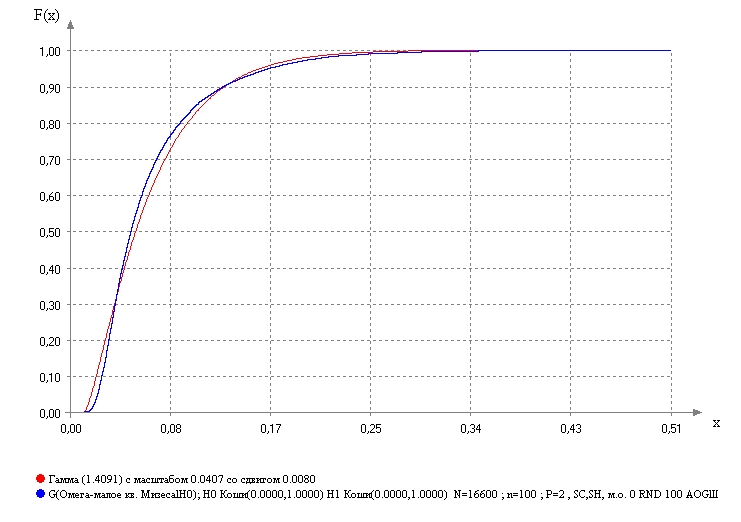 F(x)
1,00
0,90
0,80
0,70
0,60
0,50
0,40
0,30
0,20
0,10
0,00
0,00 0,08 0,17 0,25 0,34 0,43 0,51
x
Гамма (1.4091) с масштабом 0.0407 со сдвигом 0.0080
G(Омега-малое кв. Мизеса|H0); H0 Коши(0.0000,1.0000) H1 Коши(0.0000,1.0000) N=16600 ; n=100 ; P=2 , SC,SH, м.о. 0 RND 100 АОGШ